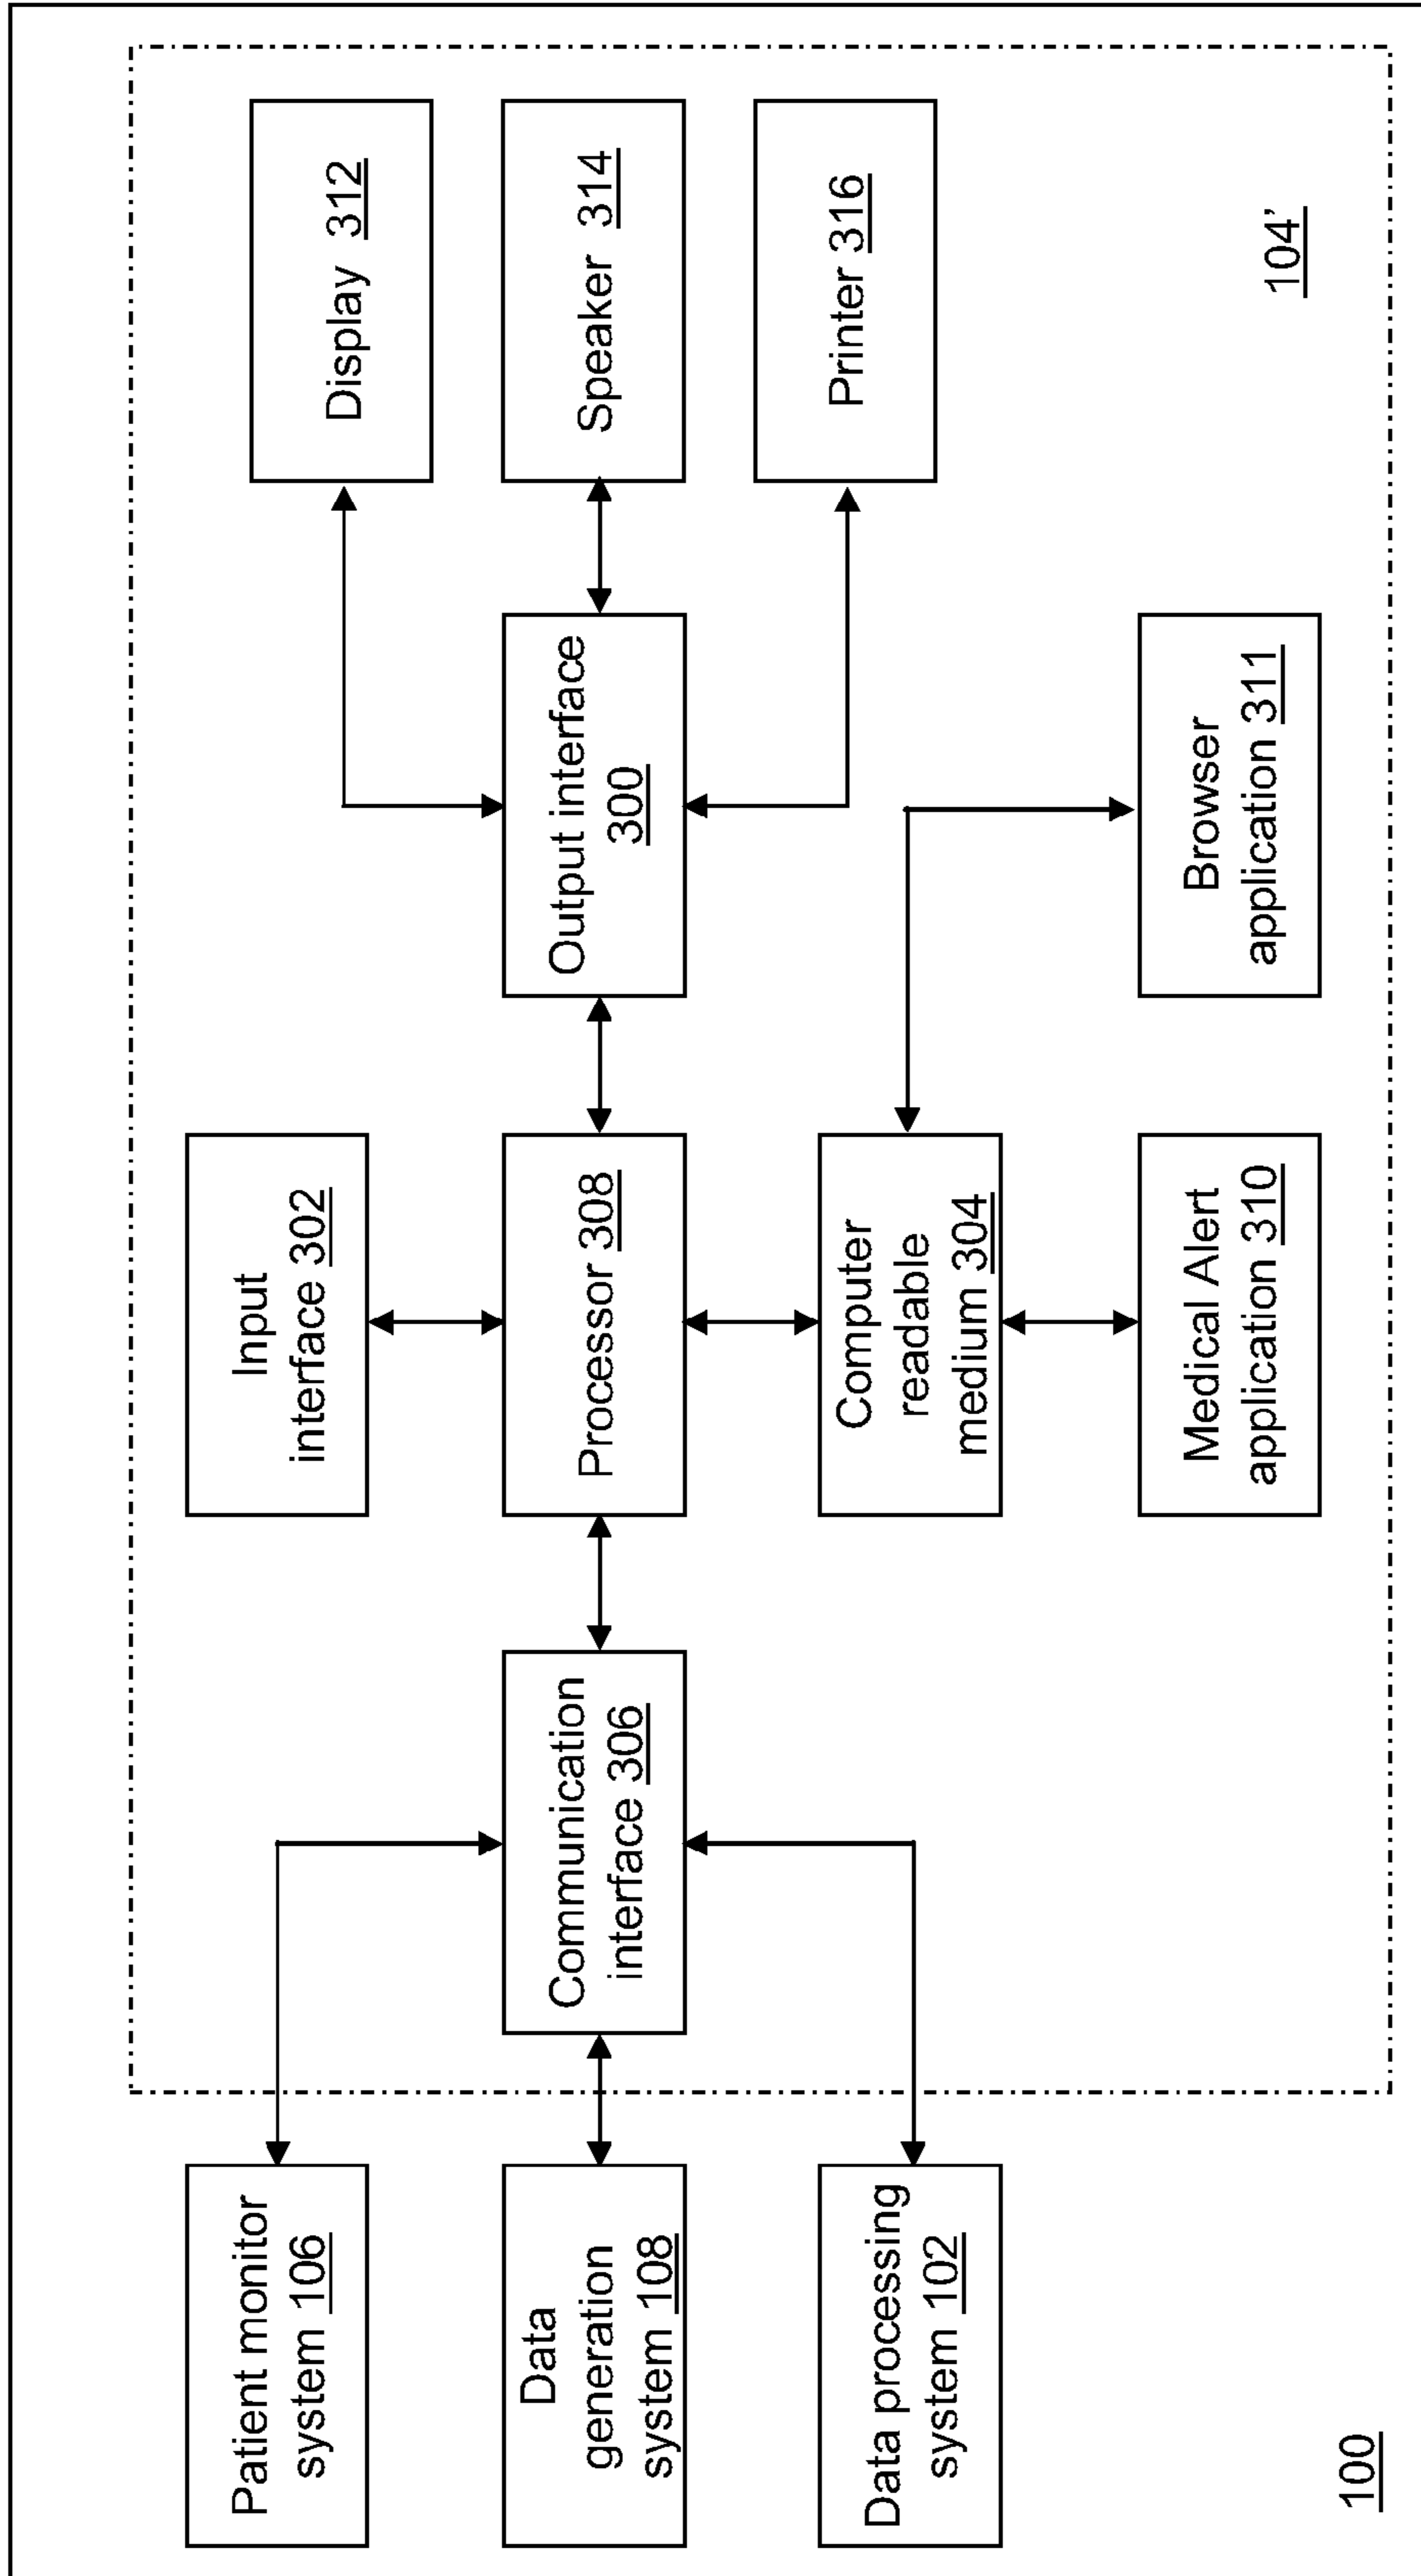 Patient monitor
system 106
Data
generation
system 108
Data processing
system 102
100
Communication
interface 306
Input
interface 302
Processor 308
Computer
readable
medium 304
Medical Alert
application 310
Output interface
300
Browser
application 311
Display 312
Speaker 314
Printer 316
104’